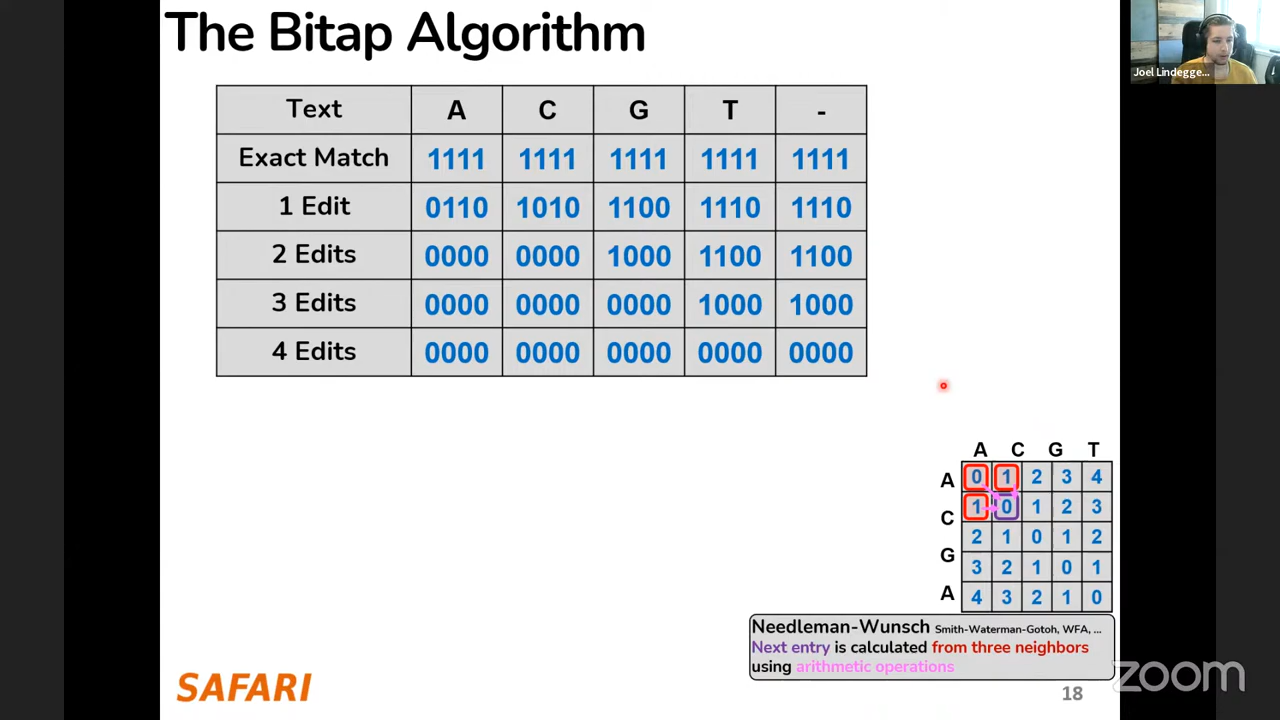 The Bitap Algorithm
Joel Lindegge...
Text A C G T -
Exact Match 1111 1111 1111 1111 1111
1 Edit 0110 1010 1100 1110 1110
2 Edits 0000 0000 1000 1100 1100
3 Edits 0000 0000 0000 1000 1000
4 Edits 0000 0000 0000 0000 0000
A C G T
A 0 1 2 3 4
C 1 0 1 2 3
G 2 1 0 1 2
3 2 1 0 1
A 4 3 2 1 0
Needleman-Wunsch Smith-Waterman-Gotoh, WFA, ...
Next entry is calculated from three neighbors
using arithmetic operations
SAFARI
18
zoom